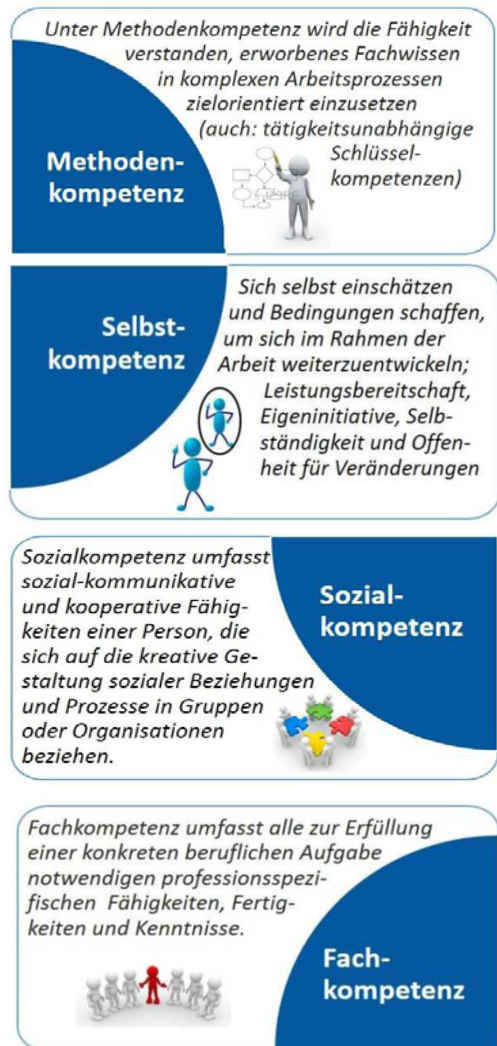 Unter Methodenkompetenz wird die Fähigkeit
verstanden, erworbenes Fachwissen
in komplexen Arbeitsprozessen
zielorientiert einzusetzen
(auch: tätigkeitsunabhängige
Schlüssel-
kompetenzen)
Methoden-
kompetenz
Sich selbst einschätzen
und Bedingungen schaffen,
um sich im Rahmen der
Arbeit weiterzuentwickeln;
Leistungsbereitschaft,
Eigeninitiative, Selb-
ständigkeit und Offen-
heit für Veränderungen
Selbst-
kompetenz
Sozialkompetenz umfasst
sozial-kommunikative
und kooperative Fähig-
keiten einer Person, die
sich auf die kreative Ge-
staltung sozialer Beziehungen
und Prozesse in Gruppen
oder Organisationen
beziehen.
Sozial-
kompetenz
Fachkompetenz umfasst alle zur Erfüllung
einer konkreten beruflichen Aufgabe
notwendigen professionsspezi-
fischen Fähigkeiten, Fertig-
keiten und Kenntnisse.
Fach-
kompetenz